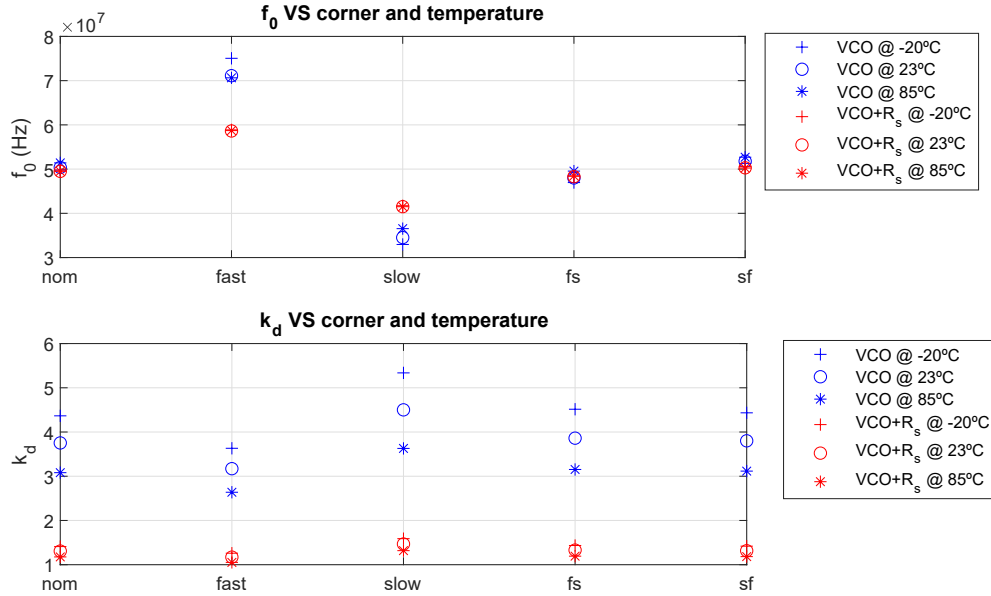 f₀ VS corner and temperature
×10⁷
8
7
6
5
4
3
f₀ (Hz)
nom fast slow fs sf
VCO @ -20ºC
VCO @ 23ºC
VCO @ 85ºC
VCO+Rₛ @ -20ºC
VCO+Rₛ @ 23ºC
VCO+Rₛ @ 85ºC
k_d VS corner and temperature
6
5
4
3
2
1
k_d
nom fast slow fs sf
VCO @ -20ºC
VCO @ 23ºC
VCO @ 85ºC
VCO+Rₛ @ -20ºC
VCO+Rₛ @ 23ºC
VCO+Rₛ @ 85ºC